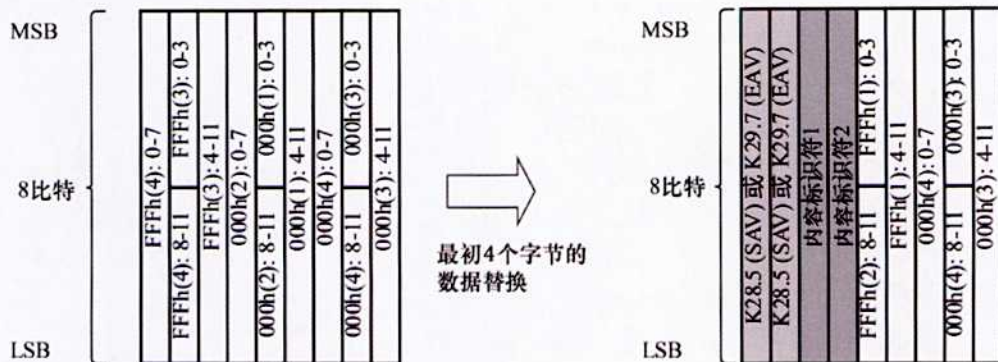 MSB
8比特
LSB
FFFh(4): 0-7
FFFh(3): 0-3
FFFh(4): 8-11
FFFh(3): 4-11
000h(2): 0-7
000h(1): 0-3
000h(2): 8-11
000h(1): 4-11
000h(4): 0-7
000h(3): 0-3
000h(4): 8-11
000h(3): 4-11
最初4个字节的
数据替换
MSB
8比特
LSB
K28.5 (SAV) 或 K29.7 (EAV)
K28.5 (SAV) 或 K29.7 (EAV)
内容标识符1
内容标识符2
FFFh(1): 0-3
FFFh(2): 8-11
FFFh(1): 4-11
000h(4): 0-7
000h(3): 0-3
000h(4): 8-11
000h(3): 4-11